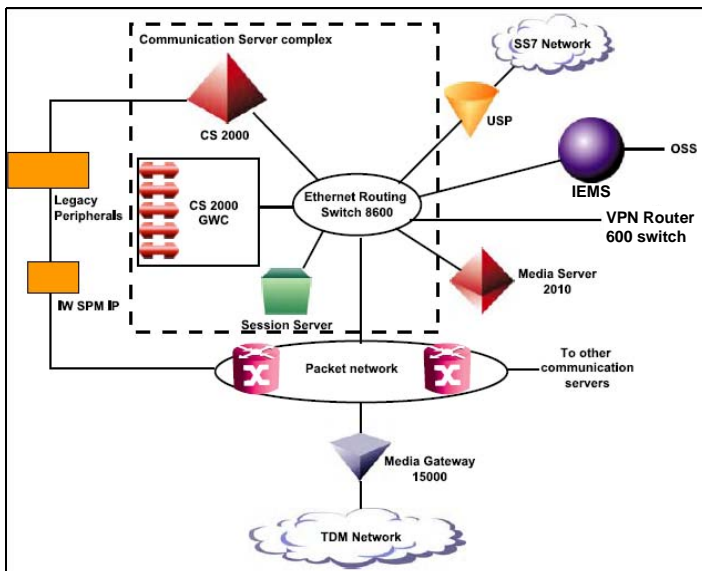 Communication Server complex
SS7 Network
CS 2000
USP
IEMS
OSS
Legacy
Peripherals
CS 2000
GWC
Ethernet Routing
Switch 8600
VPN Router
600 switch
Media Server
2010
IW SPM IP
Session Server
Packet network
To other
communication
servers
Media Gateway
15000
TDM Network